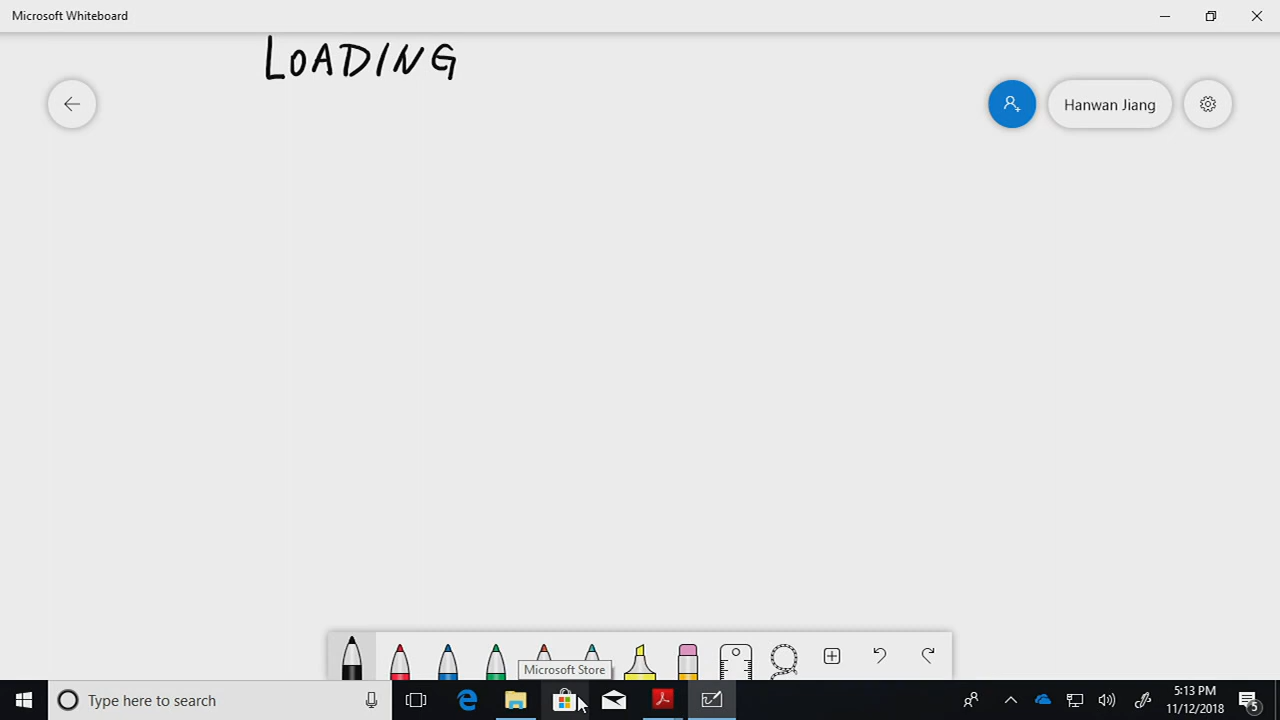 Microsoft Whiteboard
LOADING
Hanwan Jiang
Microsoft Store
Type here to search
5:13 PM
11/12/2018
5